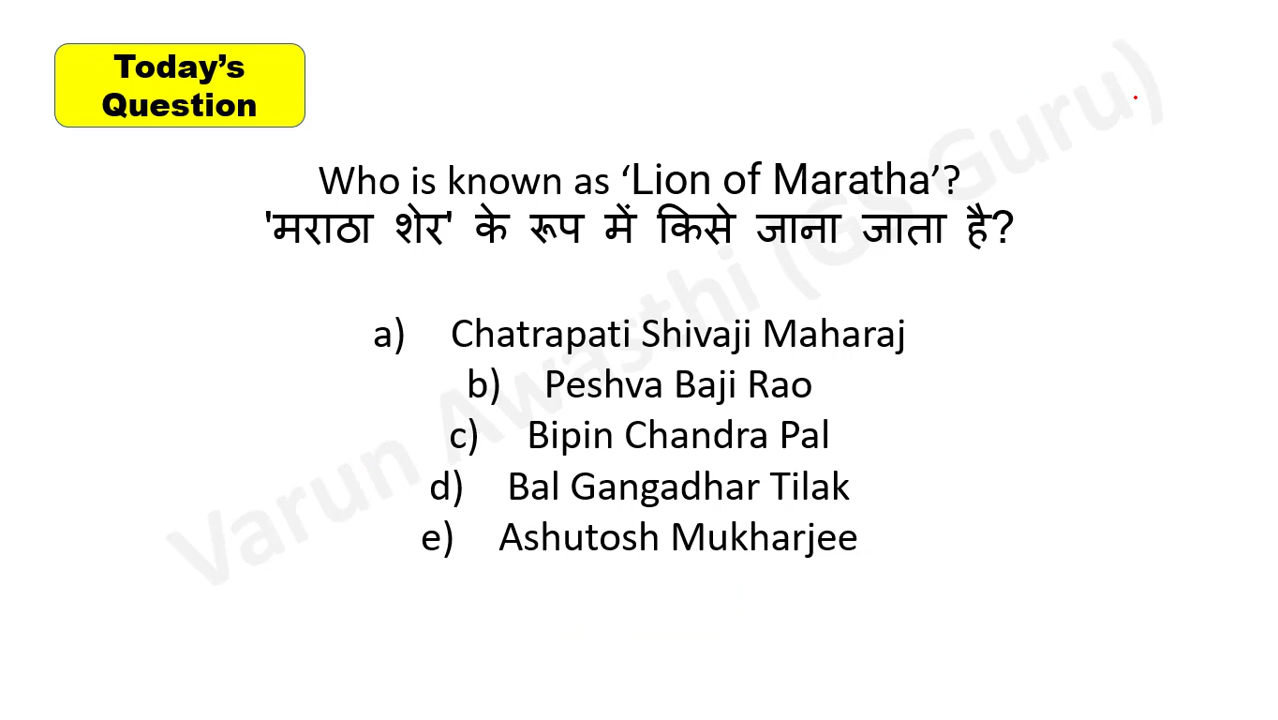 Today's
Question
Who is known as ‘Lion of Maratha’?
'मराठा शेर' के रूप में किसे जाना जाता है?
a) Chatrapati Shivaji Maharaj
b) Peshva Baji Rao
c) Bipin Chandra Pal
d) Bal Gangadhar Tilak
e) Ashutosh Mukharjee
Varun Awasthi (GS Guru)